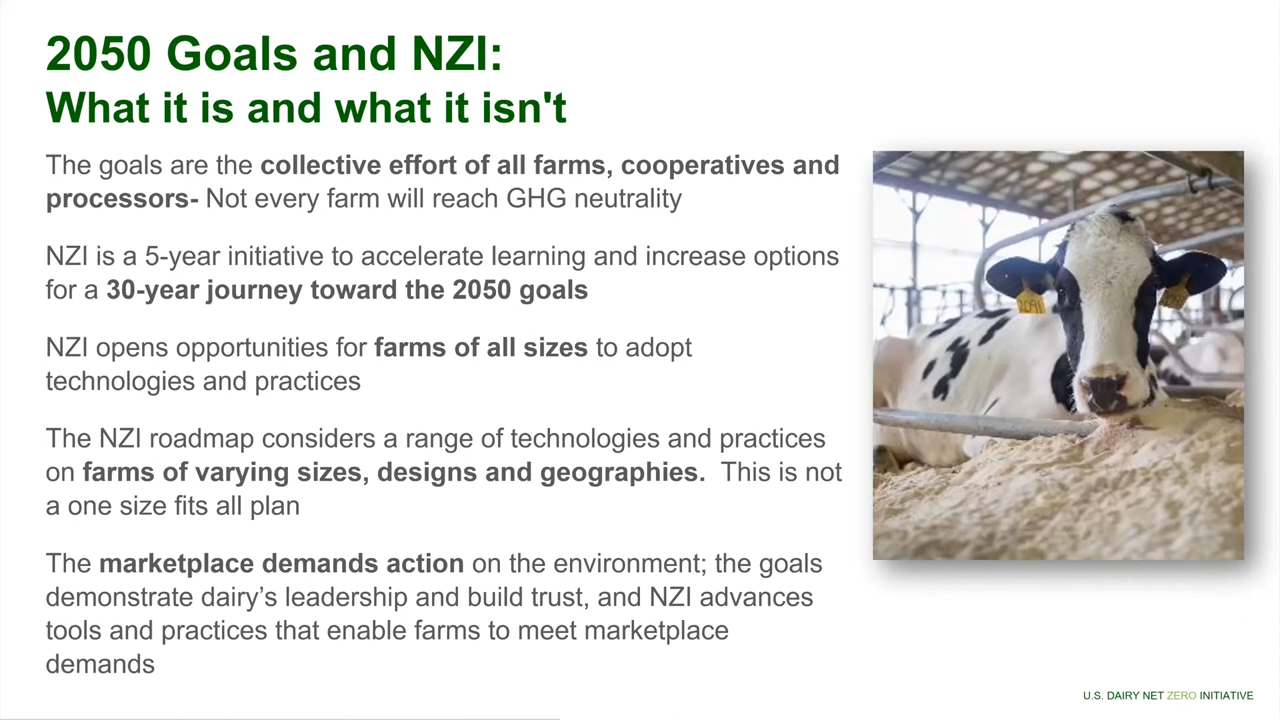 2050 Goals and NZI:
What it is and what it isn't
The goals are the collective effort of all farms, cooperatives and
processors- Not every farm will reach GHG neutrality
NZI is a 5-year initiative to accelerate learning and increase options
for a 30-year journey toward the 2050 goals
NZI opens opportunities for farms of all sizes to adopt
technologies and practices
The NZI roadmap considers a range of technologies and practices
on farms of varying sizes, designs and geographies. This is not
a one size fits all plan
The marketplace demands action on the environment; the goals
demonstrate dairy’s leadership and build trust, and NZI advances
tools and practices that enable farms to meet marketplace
demands
U.S. DAIRY NET ZERO INITIATIVE